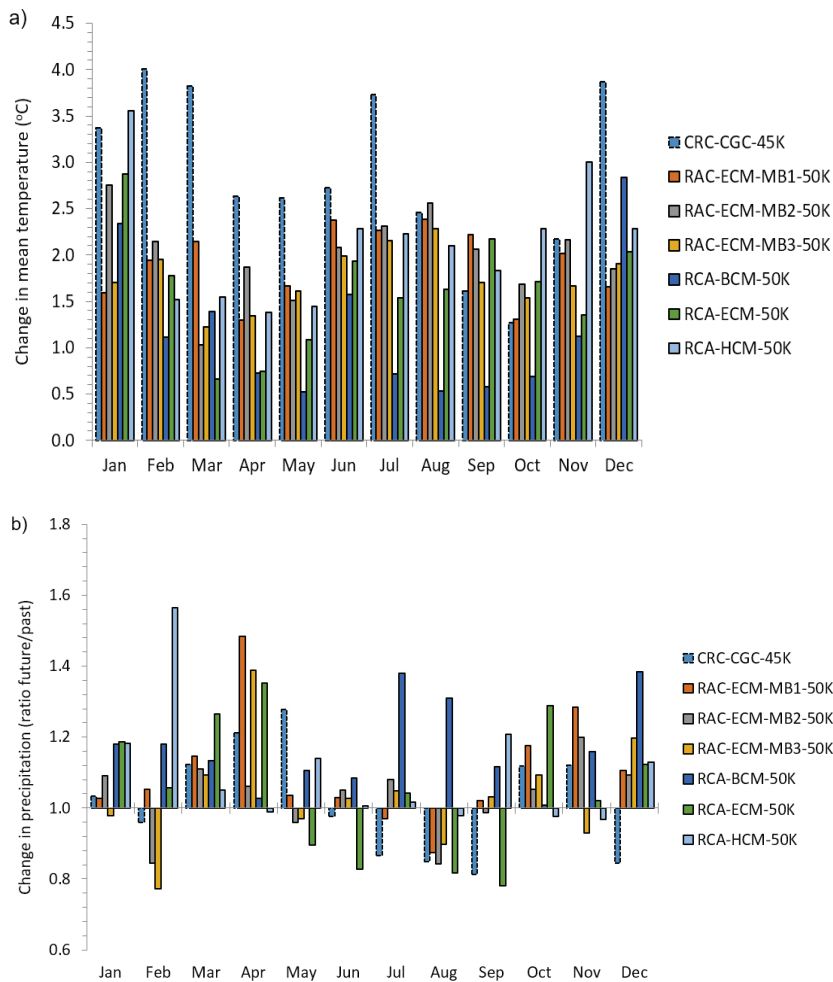 a)
Change in mean temperature (°C)
4.5
4.0
3.5
3.0
2.5
2.0
1.5
1.0
0.5
0.0
Jan Feb Mar Apr May Jun Jul Aug Sep Oct Nov Dec
CRC-CGC-45K
RAC-ECM-MB1-50K
RAC-ECM-MB2-50K
RAC-ECM-MB3-50K
RCA-BCM-50K
RCA-ECM-50K
RCA-HCM-50K
b)
Change in precipitation (ratio future/past)
1.8
1.6
1.4
1.2
1.0
0.8
0.6
Jan Feb Mar Apr May Jun Jul Aug Sep Oct Nov Dec
CRC-CGC-45K
RAC-ECM-MB1-50K
RAC-ECM-MB2-50K
RAC-ECM-MB3-50K
RCA-BCM-50K
RCA-ECM-50K
RCA-HCM-50K